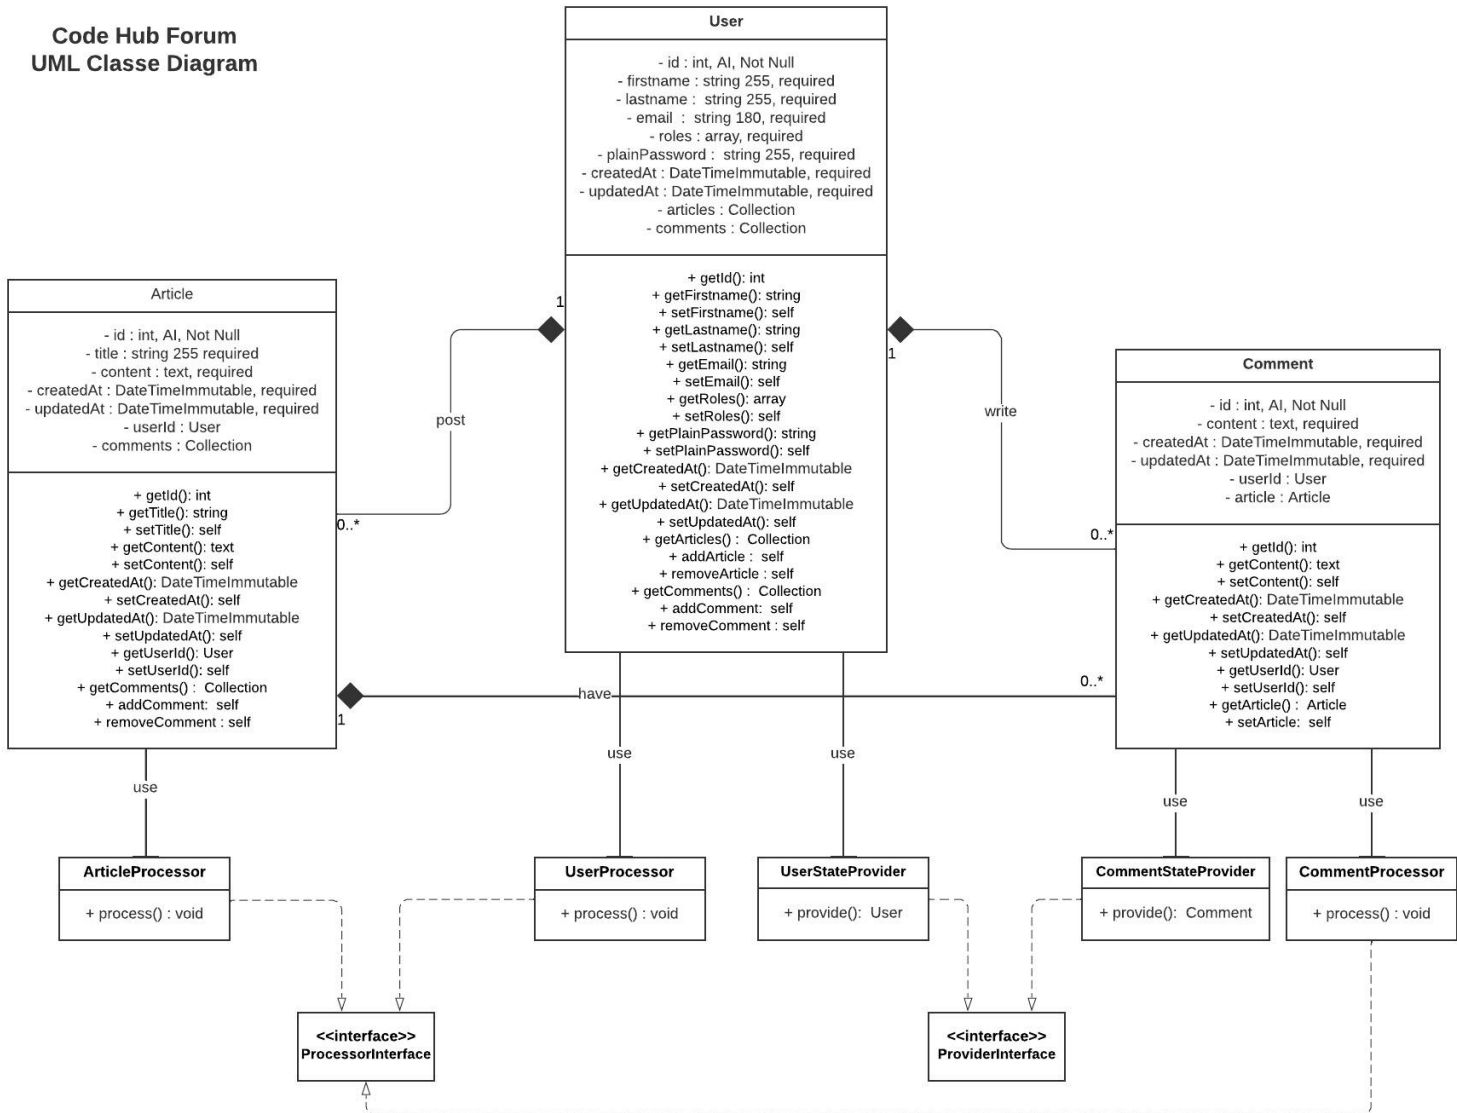 Code Hub Forum
UML Classe Diagram
User
- id : int, AI, Not Null
- firstname : string 255, required
- lastname :  string 255, required
- email  :  string 180, required
- roles : array, required
- plainPassword :  string 255, required
- createdAt : DateTimeImmutable, required
- updatedAt : DateTimeImmutable, required
- articles : Collection
- comments : Collection
+ getId(): int
+ getFirstname(): string
+ setFirstname(): self
+ getLastname(): string
+ setLastname(): self
+ getEmail(): string
+ setEmail(): self
+ getRoles(): array
+ setRoles(): self
+ getPlainPassword(): string
+ setPlainPassword(): self
+ getCreatedAt(): DateTimeImmutable
+ setCreatedAt(): self
+ getUpdatedAt(): DateTimeImmutable
+ setUpdatedAt(): self
+ getArticles() :  Collection
+ addArticle :  self
+ removeArticle : self
+ getComments() :  Collection
+ addComment:  self
+ removeComment : self
Article
- id : int, AI, Not Null
- title : string 255 required
- content : text, required
- createdAt : DateTimeImmutable, required
- updatedAt : DateTimeImmutable, required
- userId : User
- comments : Collection
+ getId(): int
+ getTitle(): string
+ setTitle(): self
+ getContent(): text
+ setContent(): self
+ getCreatedAt(): DateTimeImmutable
+ setCreatedAt(): self
+ getUpdatedAt(): DateTimeImmutable
+ setUpdatedAt(): self
+ getUserId(): User
+ setUserId(): self
+ getComments() :  Collection
+ addComment:  self
+ removeComment : self
1
post
0..*
1
write
0..*
Comment
- id : int, AI, Not Null
- content : text, required
- createdAt : DateTimeImmutable, required
- updatedAt : DateTimeImmutable, required
- userId : User
- article : Article
+ getId(): int
+ getContent(): text
+ setContent(): self
+ getCreatedAt(): DateTimeImmutable
+ setCreatedAt(): self
+ getUpdatedAt(): DateTimeImmutable
+ setUpdatedAt(): self
+ getUserId(): User
+ setUserId(): self
+ getArticle() :  Article
+ setArticle:  self
1
have
0..*
use
use
use
use
use
ArticleProcessor
+ process() : void
UserProcessor
+ process() : void
UserStateProvider
+ provide():  User
CommentStateProvider
+ provide():  Comment
CommentProcessor
+ process() : void
<<interface>>
ProcessorInterface
<<interface>>
ProviderInterface